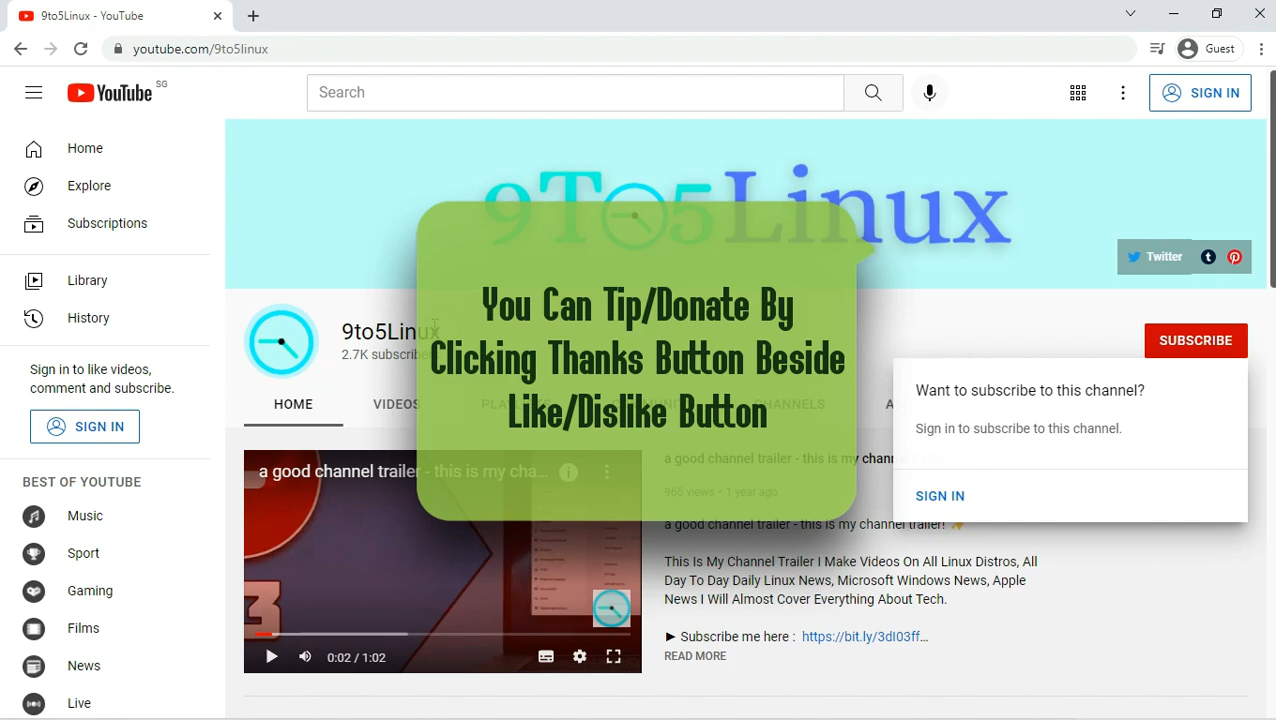 9to5Linux - YouTube
youtube.com/9to5linux
Guest
YouTube SG
Search
SIGN IN
Home
Explore
Subscriptions
Library
History
Sign in to like videos,
comment and subscribe.
SIGN IN
BEST OF YOUTUBE
Music
Sport
Gaming
Films
News
Live
9To5Linux
Twitter
9to5Linux
2.7K subscribers
SUBSCRIBE
You Can Tip/Donate By
Clicking Thanks Button Beside
Like/Dislike Button
HOME
VIDEOS
PLAYLISTS
COMMUNITY
CHANNELS
Want to subscribe to this channel?
Sign in to subscribe to this channel.
SIGN IN
a good channel trailer - this is my cha...
0:02 / 1:02
a good channel trailer - this is my chann
965 views • 1 year ago
a good channel trailer - this is my channel trailer! ✨
This Is My Channel Trailer I Make Videos On All Linux Distros, All
Day To Day Daily Linux News, Microsoft Windows News, Apple
News I Will Almost Cover Everything About Tech.
► Subscribe me here : https://bit.ly/3dI03ff...
READ MORE